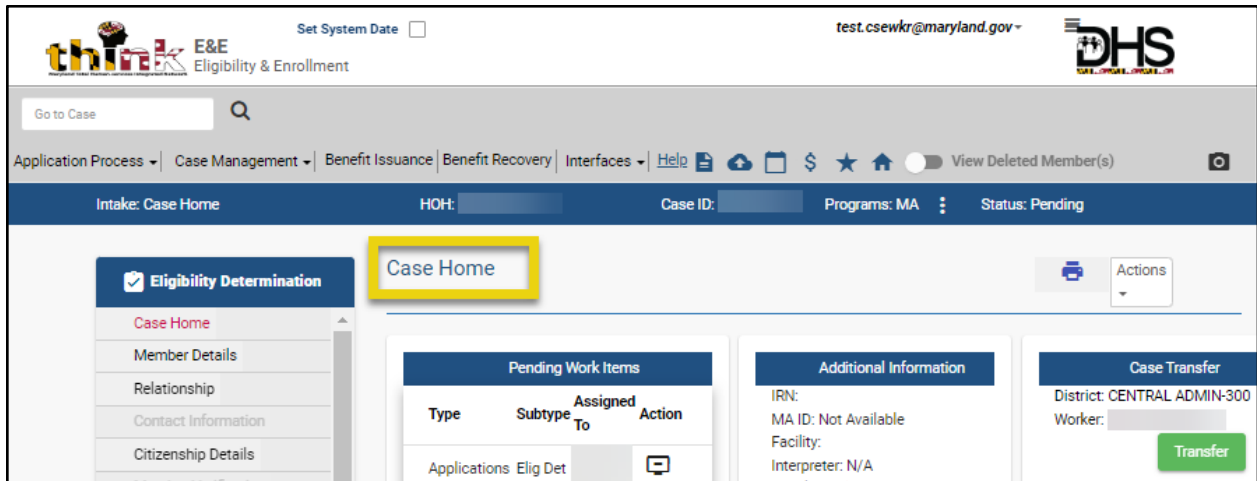 Set System Date
test.csewkr@maryland.gov
think
E&E
Eligibility & Enrollment
DHS
Go to Case
Application Process
Case Management
Benefit Issuance
Benefit Recovery
Interfaces
Help
$
View Deleted Member(s)
Intake: Case Home
HOH:
Case ID:
Programs: MA
Status: Pending
Eligibility Determination
Case Home
Member Details
Relationship
Contact Information
Citizenship Details
Case Home
Actions
Pending Work Items
Type
Subtype
Assigned To
Action
Applications
Elig Det
Additional Information
IRN:
MA ID: Not Available
Facility:
Interpreter: N/A
Case Transfer
District: CENTRAL ADMIN-300
Worker:
Transfer